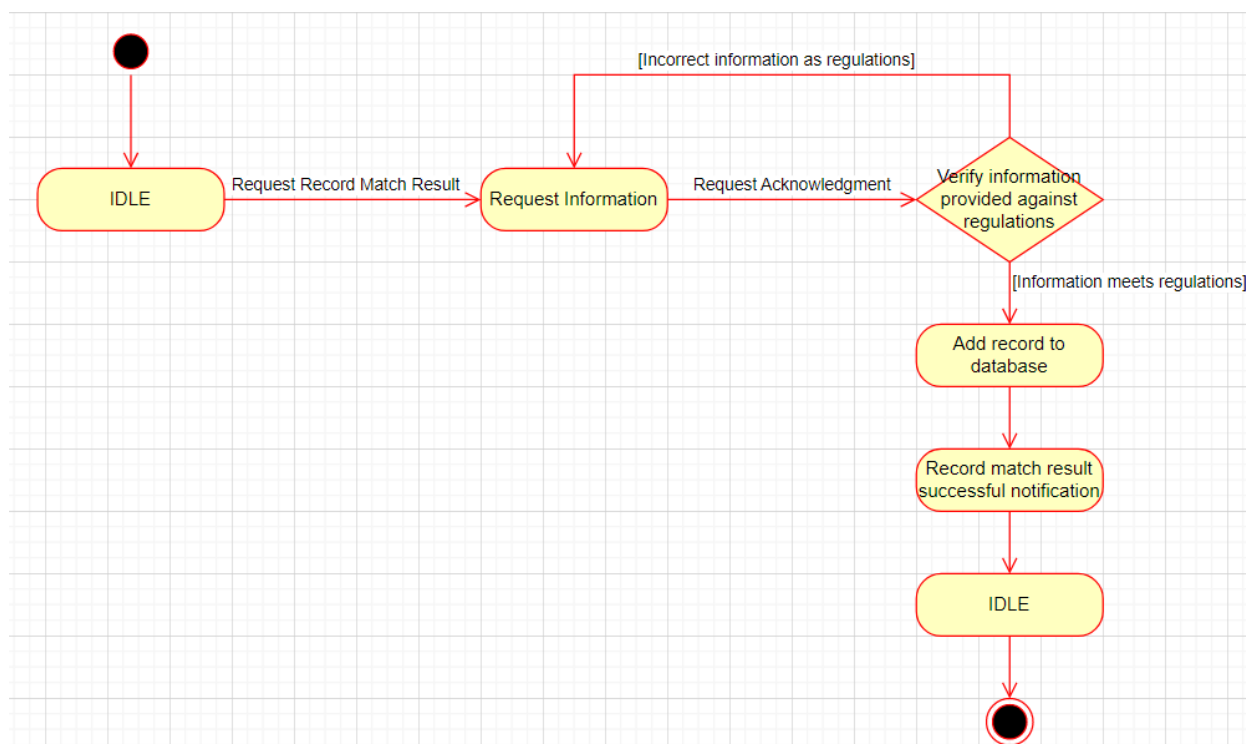 [Incorrect information as regulations]
IDLE
Request Record Match Result
Request Information
Request Acknowledgment
Verify information
provided against
regulations
[Information meets regulations]
Add record to
database
Record match result
successful notification
IDLE